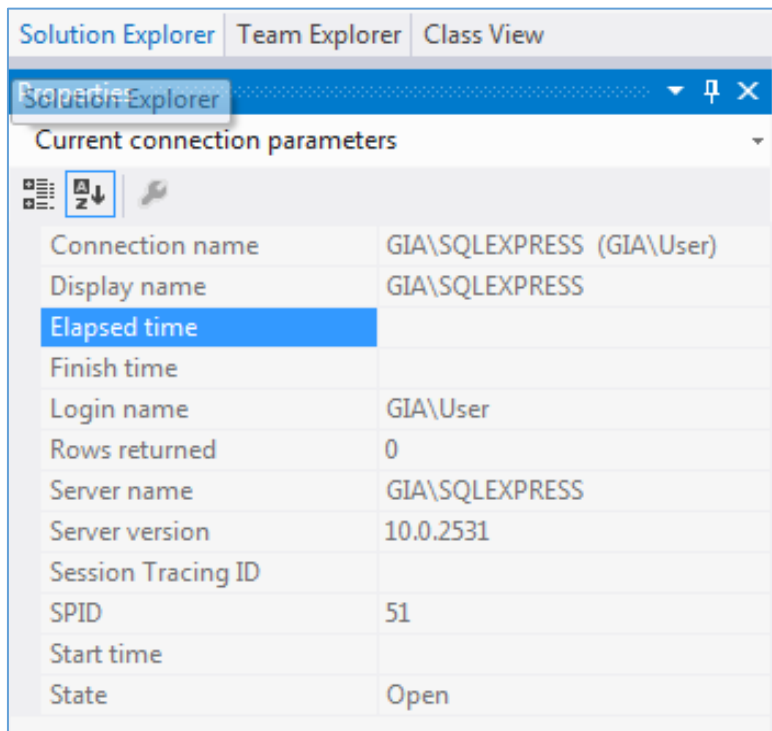 Solution Explorer Team Explorer Class View
Properties
Solution Explorer
Current connection parameters
Connection name GIA\SQLEXPRESS (GIA\User)
Display name GIA\SQLEXPRESS
Elapsed time
Finish time
Login name GIA\User
Rows returned 0
Server name GIA\SQLEXPRESS
Server version 10.0.2531
Session Tracing ID
SPID 51
Start time
State Open